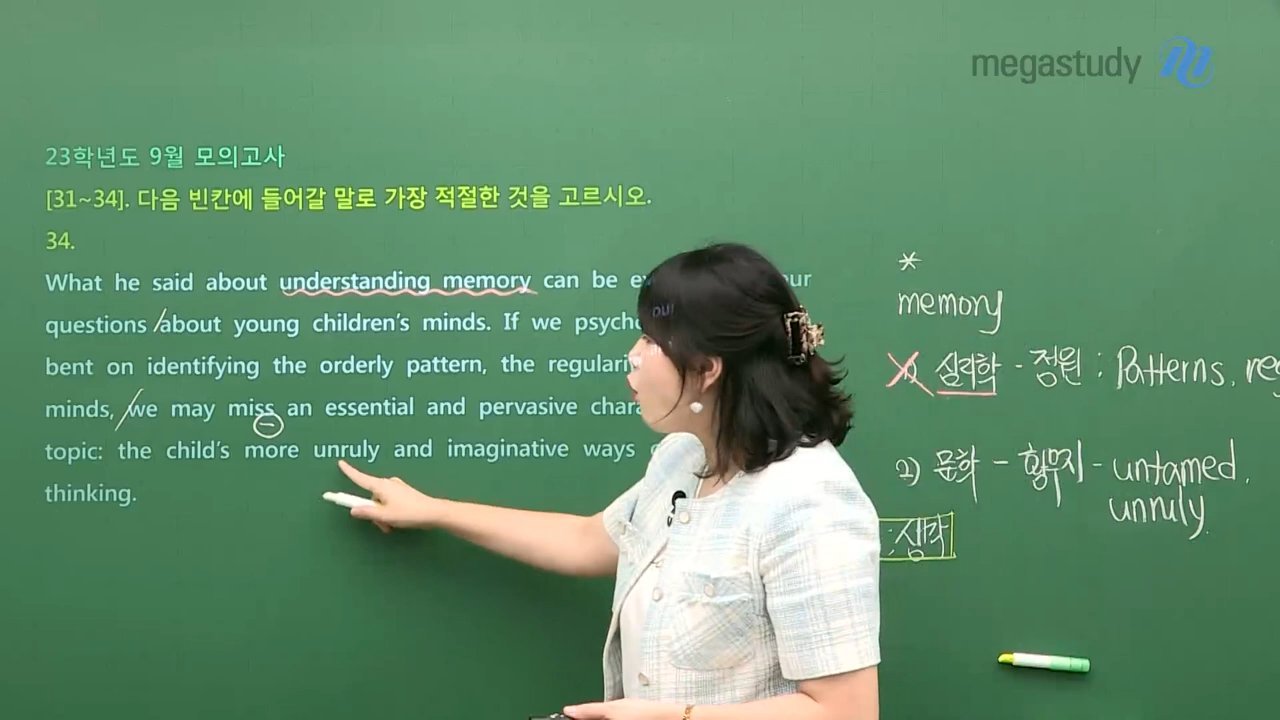 megastudy
23학년도 9월 모의고사
[31~34]. 다음 빈칸에 들어갈 말로 가장 적절한 것을 고르시오.
34.
What he said about understanding memory can be
questions about young children's minds. If we
bent on identifying the orderly pattern, the
minds, we may miss an essential and pervasive
topic: the child's more unruly and imaginative ways
thinking.
*
memory
심리학 - 정원 : Patterns.
2) 문학 - 황무지 - untamed.
unruly.
:생각